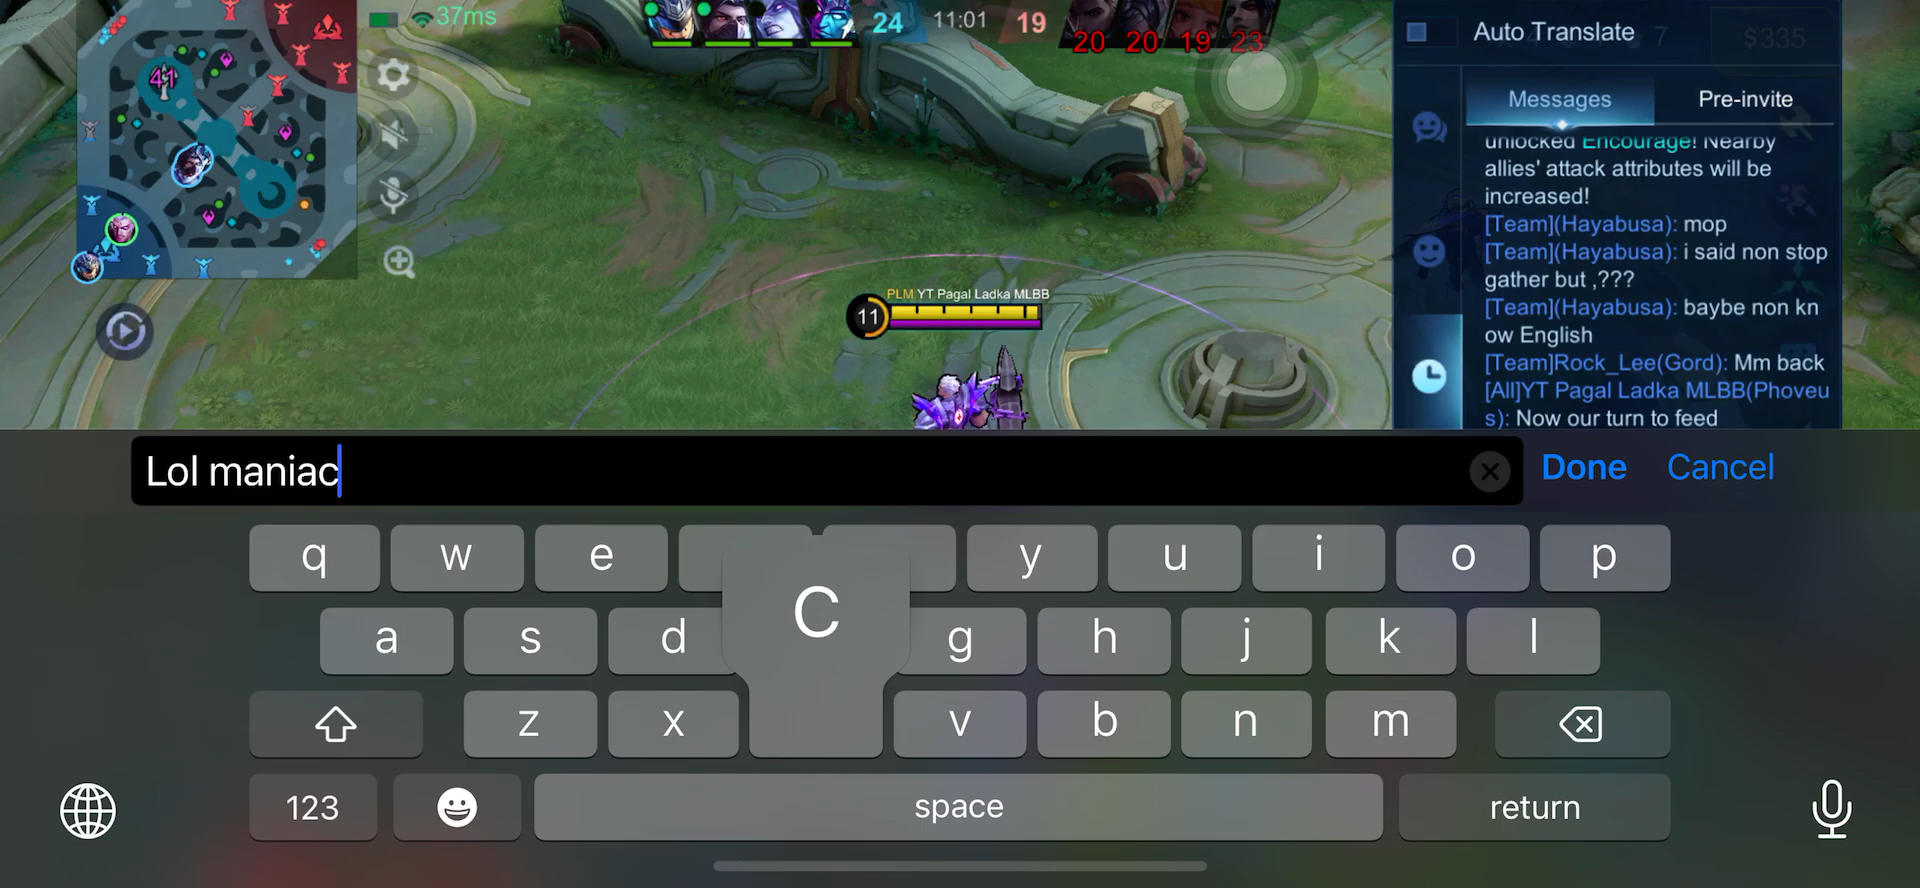 41
37ms
24 11:01 19
20 20 19 23
Auto Translate
7
$335
Messages Pre-invite
unlocked Encourage! Nearby
allies' attack attributes will be
increased!
[Team](Hayabusa): mop
[Team](Hayabusa): i said non stop
gather but ,???
[Team](Hayabusa): baybe non kn
ow English
[Team]Rock_Lee(Gord): Mm back
[All]YT Pagal Ladka MLBB(Phoveu
s): Now our turn to feed
PLM YT Pagal Ladka MLBB
11
Lol maniac
Done Cancel
q w e y u i o p
C
a s d g h j k l
z x v b n m
123 space return